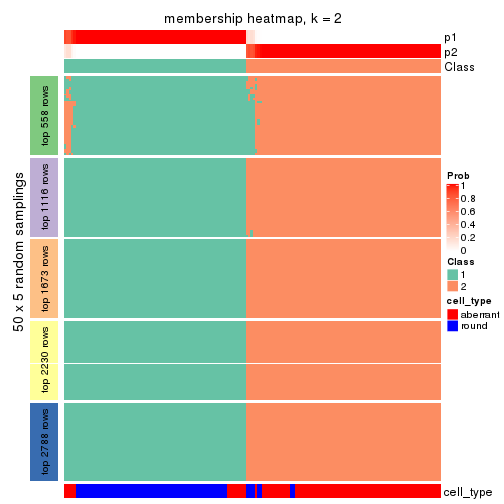 membership heatmap, k = 2
p1
p2
Class
50 x 5 random samplings
top 558 rows
top 1116 rows
top 1673 rows
top 2230 rows
top 2788 rows
Prob
1
0.8
0.6
0.4
0.2
0
Class
1
2
cell_type
aberrant
round
cell_type